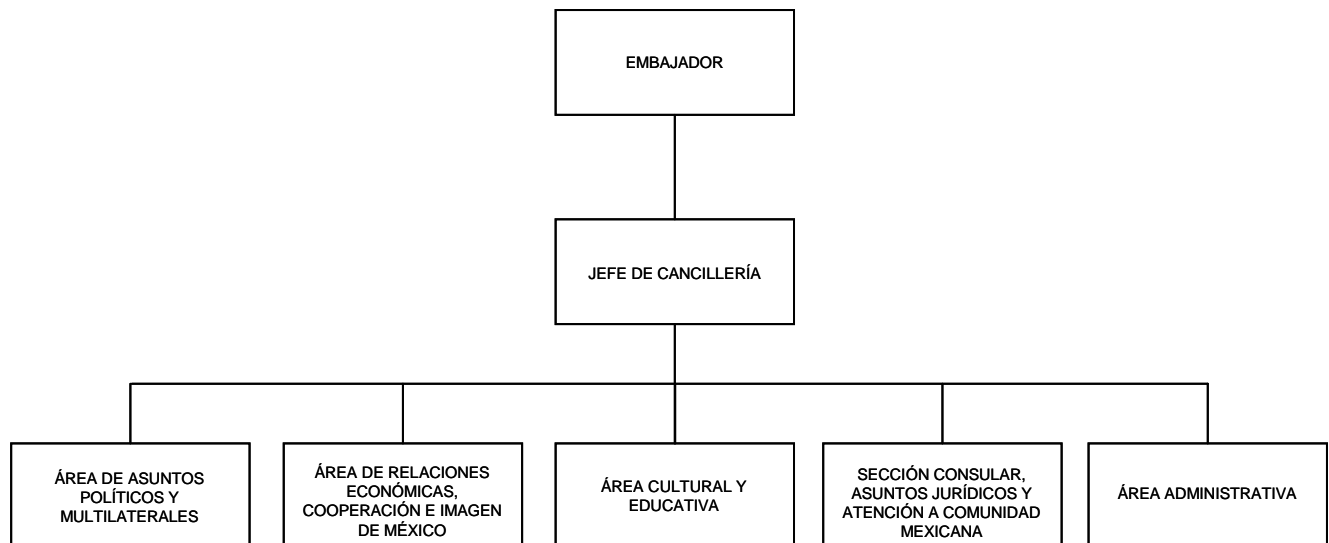 EMBAJADOR
JEFE DE CANCILLERÍA
ÁREA DE ASUNTOS
POLÍTICOS Y
MULTILATERALES
ÁREA DE RELACIONES
ECONÓMICAS,
COOPERACIÓN E IMAGEN
DE MÉXICO
ÁREA CULTURAL Y
EDUCATIVA
SECCIÓN CONSULAR,
ASUNTOS JURÍDICOS Y
ATENCIÓN A COMUNIDAD
MEXICANA
ÁREA ADMINISTRATIVA